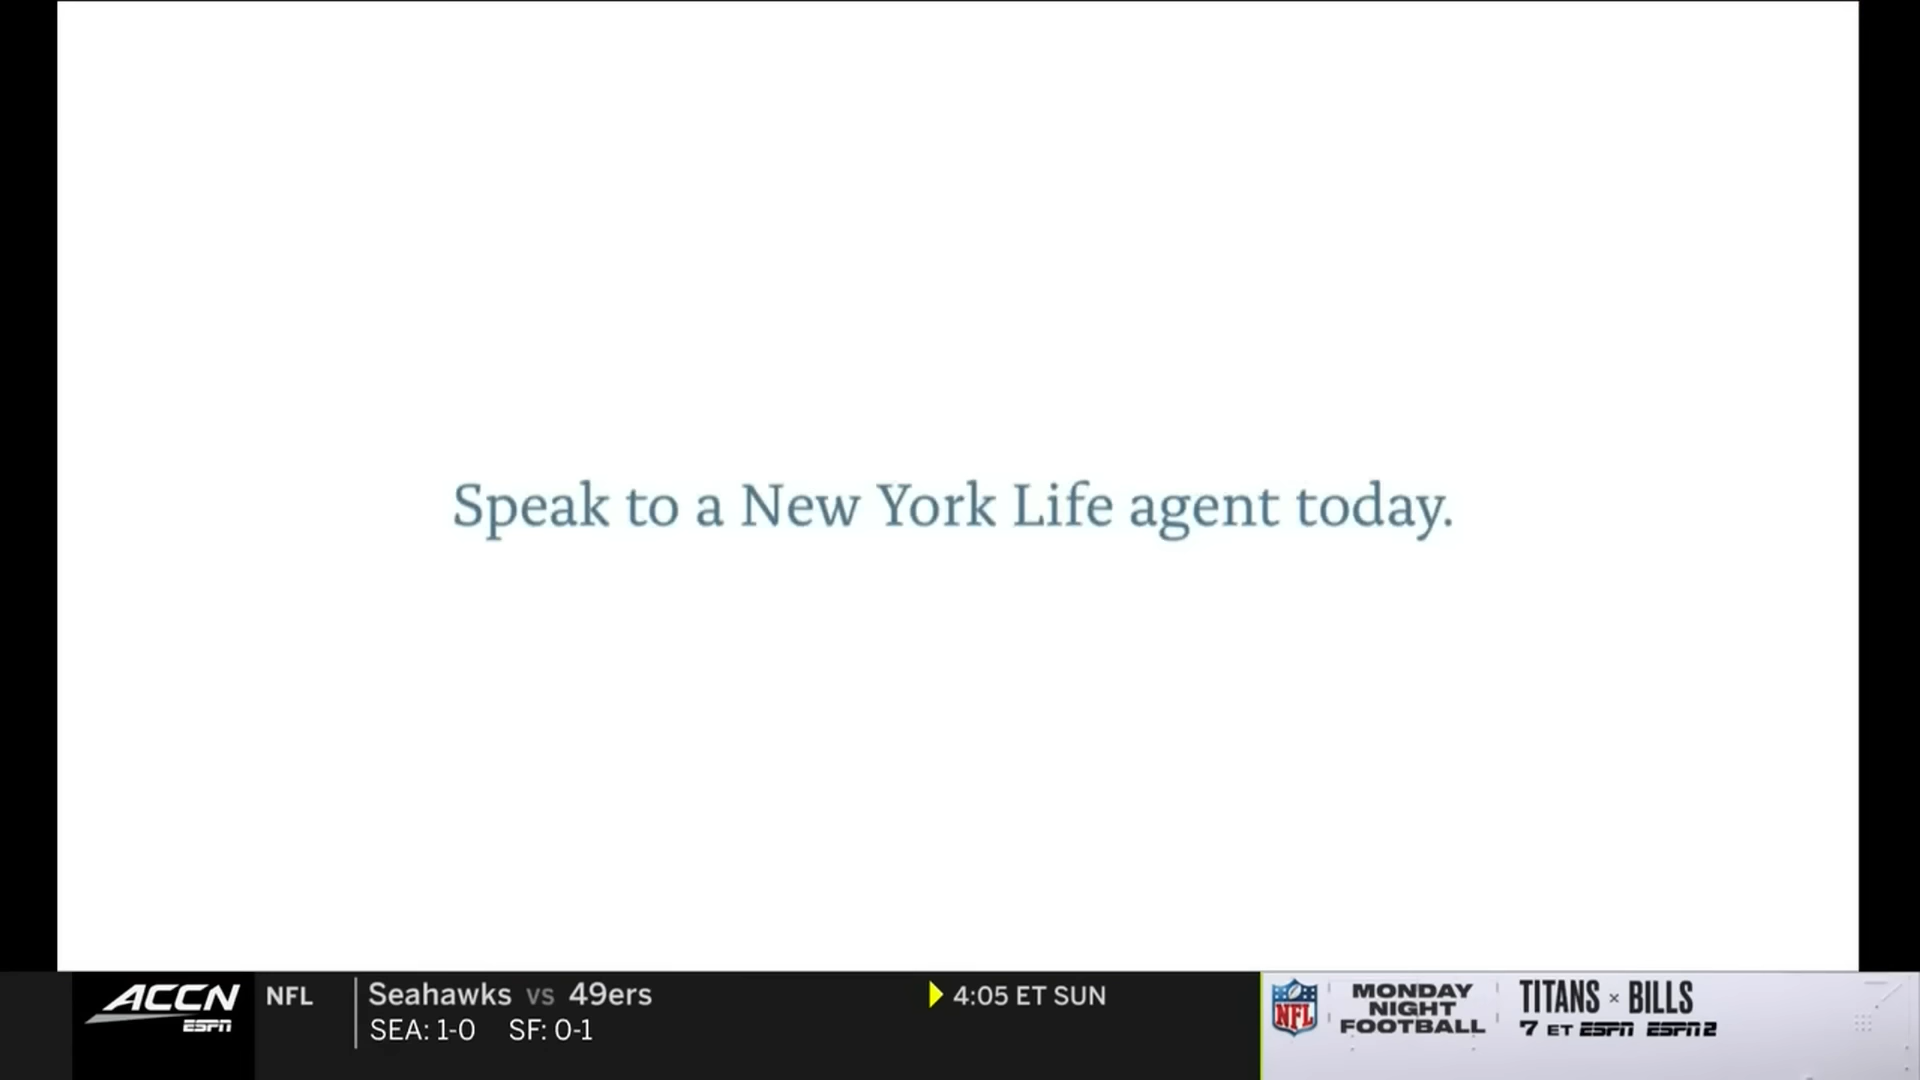 Speak to a New York Life agent today.
ACCN
ESPN
NFL
Seahawks vs 49ers
SEA: 1-0 SF: 0-1
4:05 ET SUN
NFL
MONDAY
NIGHT
FOOTBALL
TITANS × BILLS
7 ET ESPN ESPN2